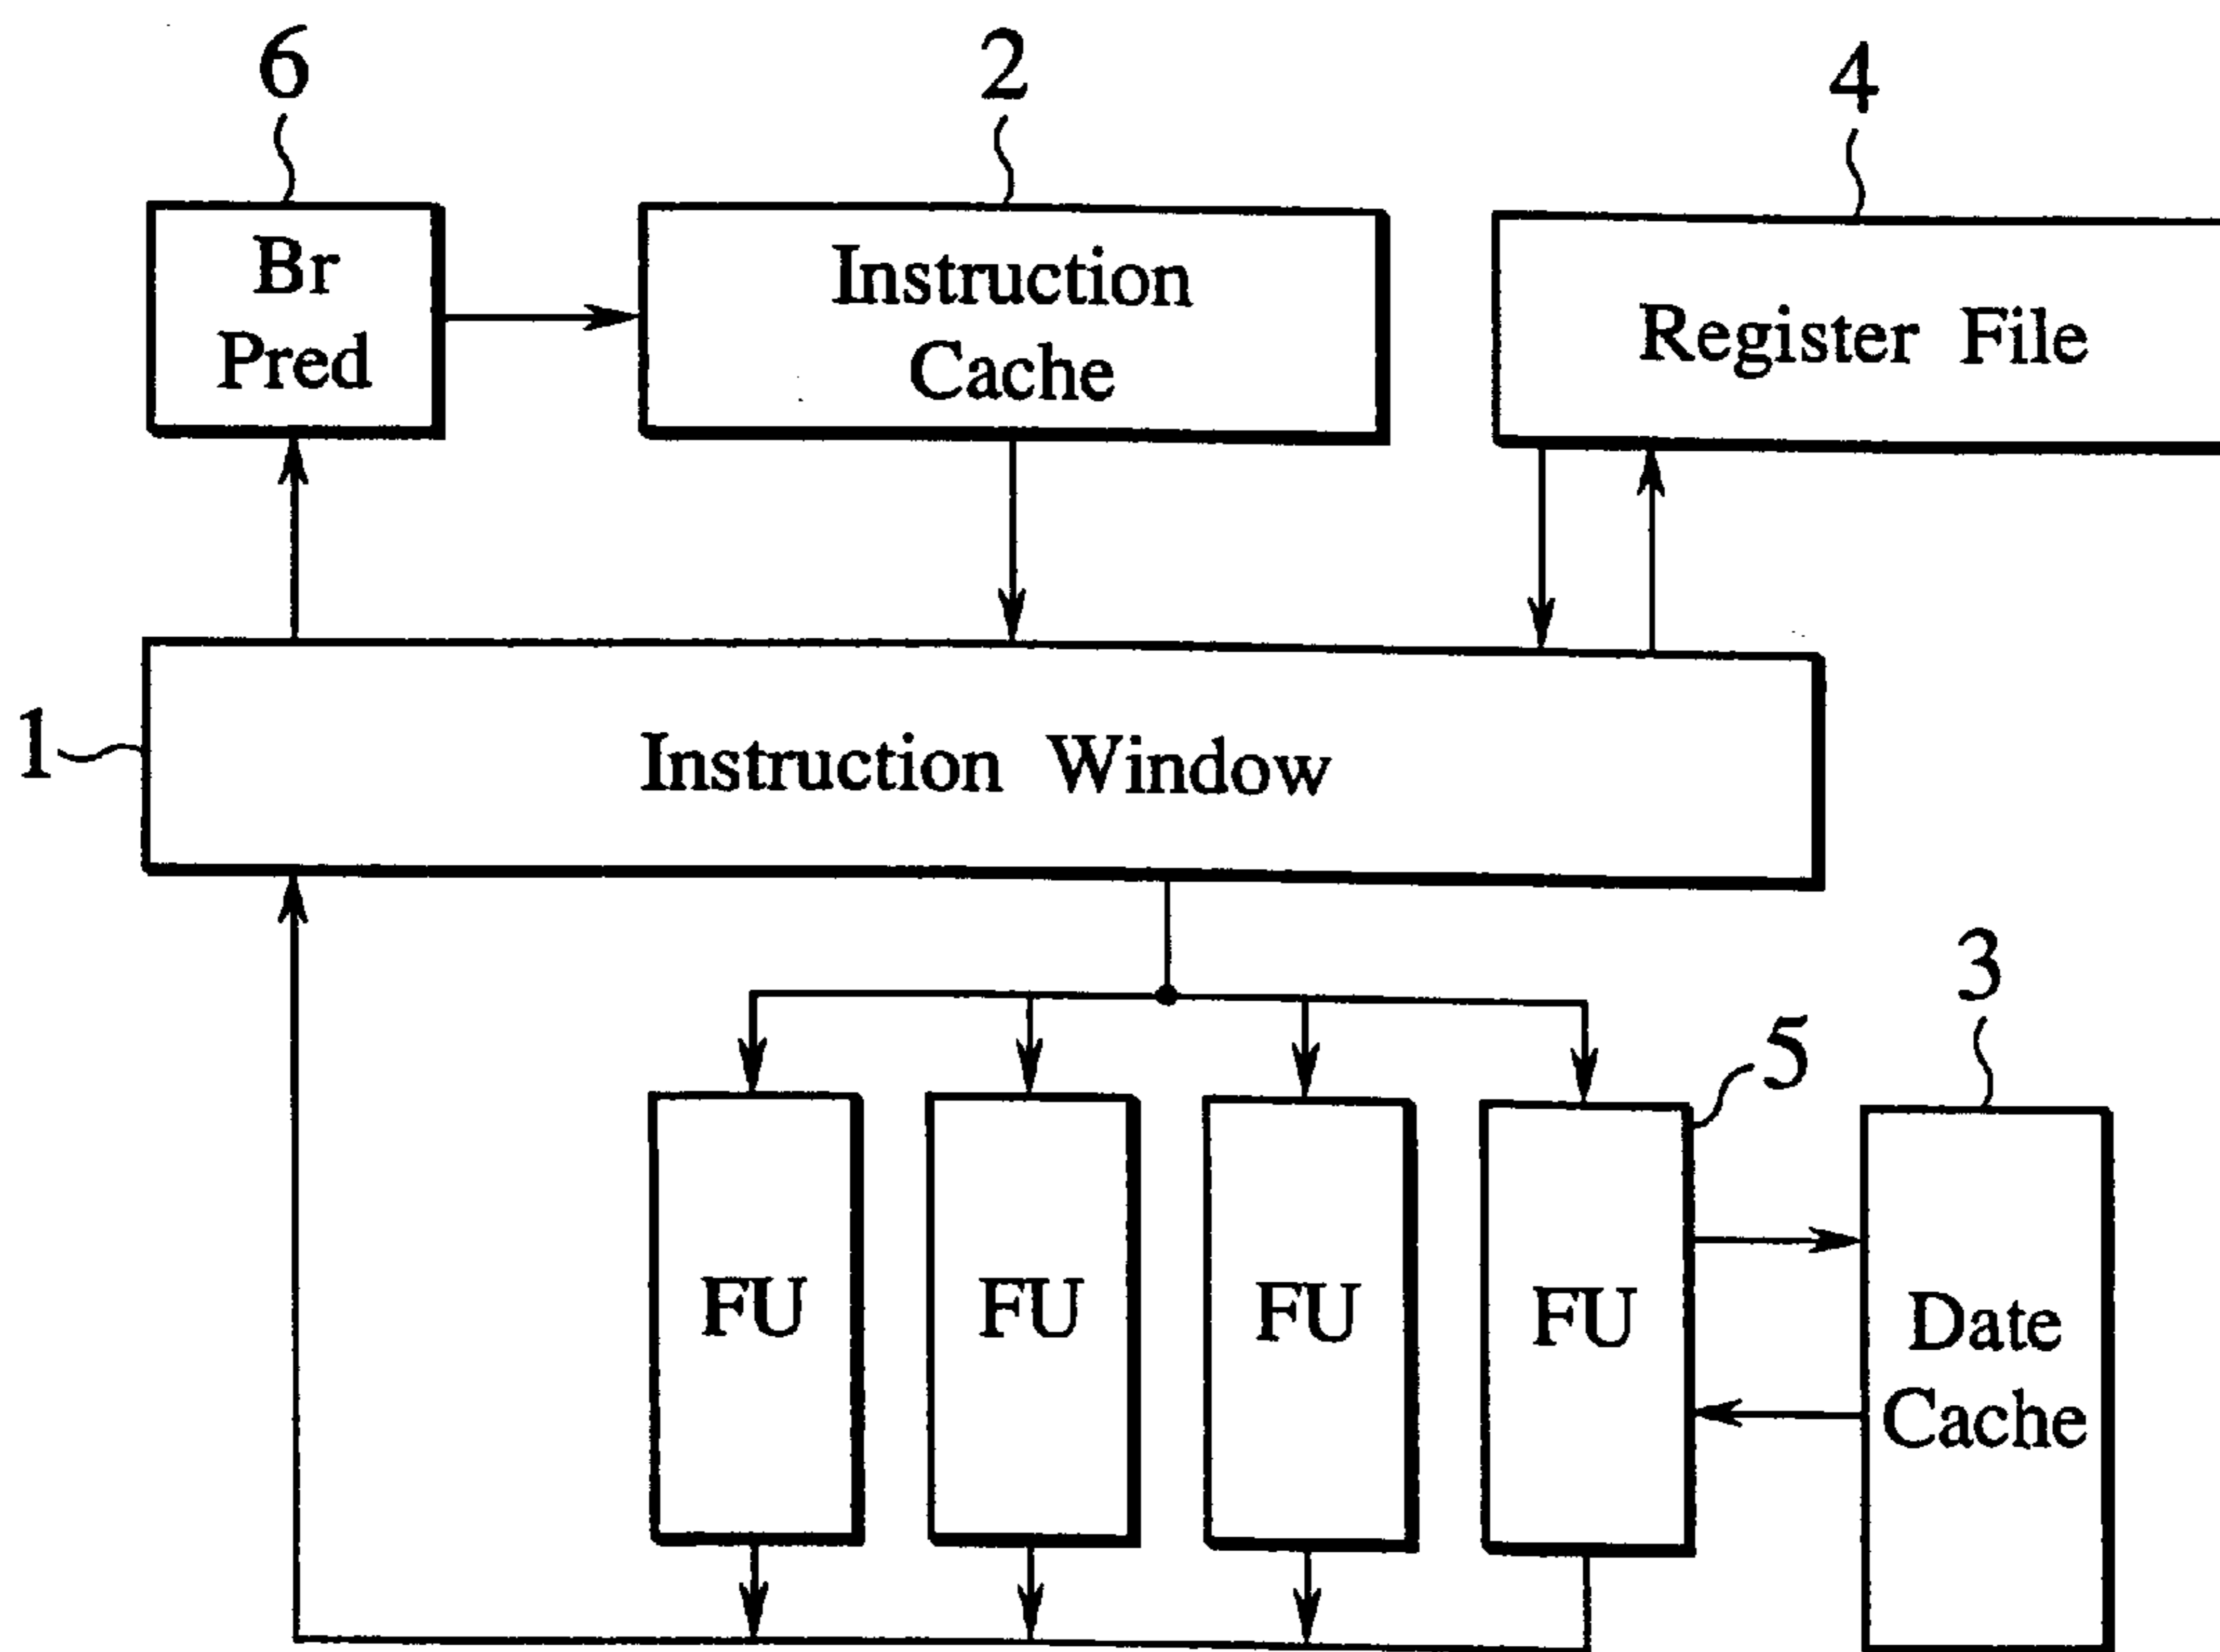 6
2
4
Br
Pred
Instruction
Cache
Register File
1
Instruction Window
3
5
FU
FU
FU
FU
Date
Cache